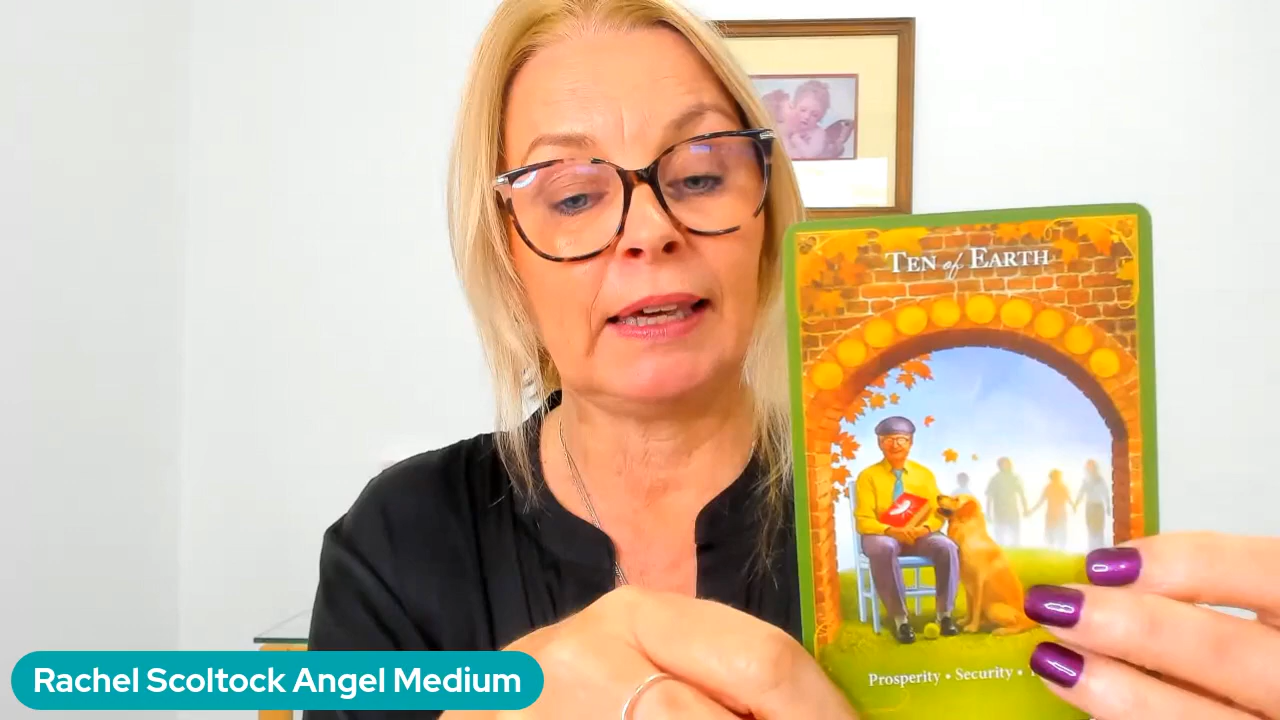 TEN of EARTH
Prosperity • Security •
Rachel Scoltock Angel Medium